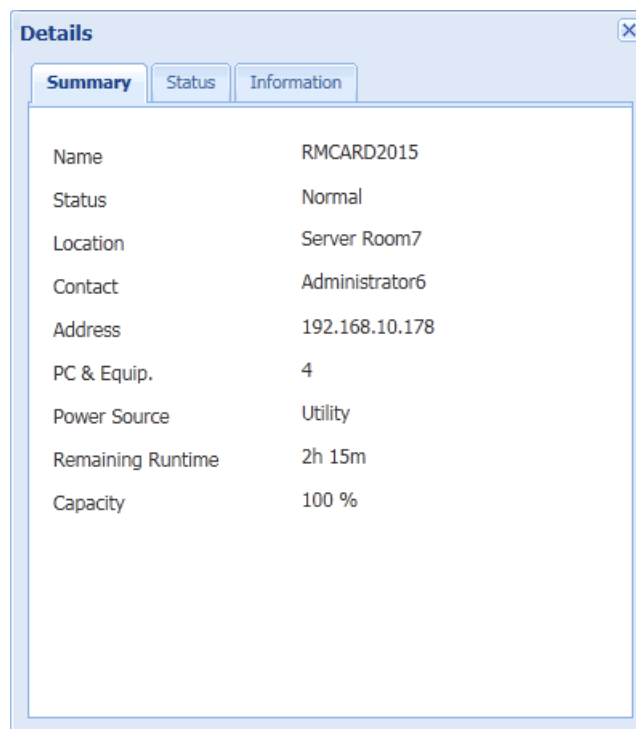 Details
Summary Status Information
Name RMCARD2015
Status Normal
Location Server Room7
Contact Administrator6
Address 192.168.10.178
PC & Equip. 4
Power Source Utility
Remaining Runtime 2h 15m
Capacity 100 %